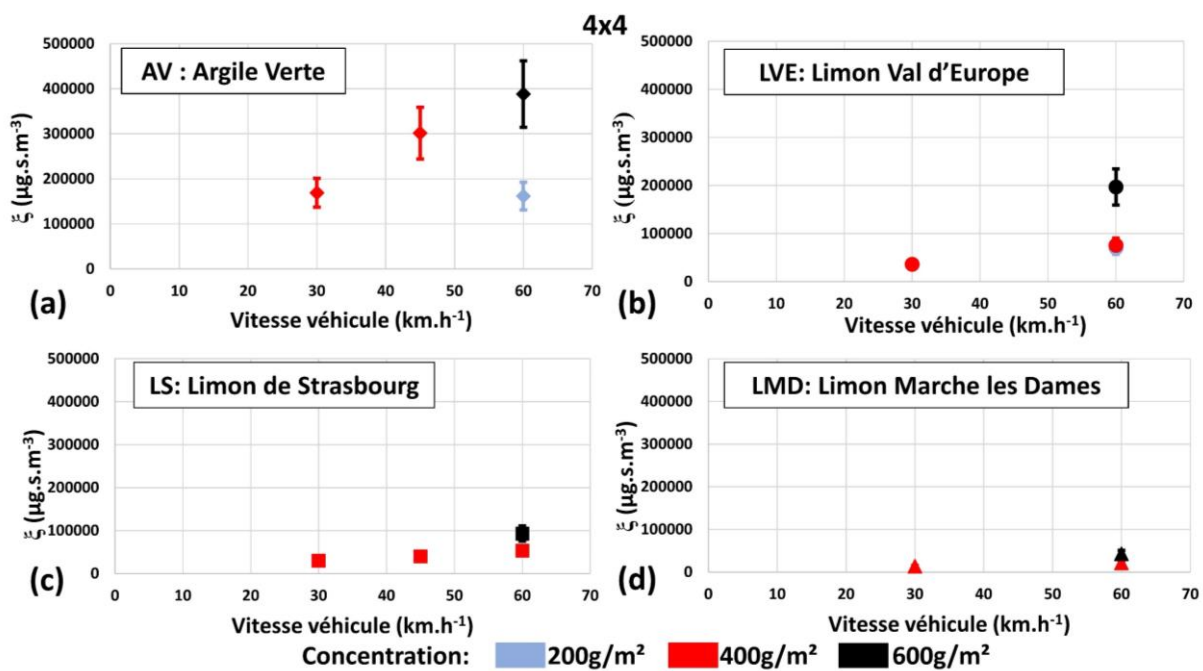 4x4
500000
400000
300000
200000
100000
0
ξ (µg.s.m⁻³)
AV : Argile Verte
0 10 20 30 40 50 60 70
Vitesse véhicule (km.h⁻¹)
(a)
500000
400000
300000
200000
100000
0
ξ (µg.s.m⁻³)
LVE: Limon Val d’Europe
0 10 20 30 40 50 60 70
Vitesse véhicule (km.h⁻¹)
(b)
500000
400000
300000
200000
100000
0
ξ (µg.s.m⁻³)
LS: Limon de Strasbourg
0 10 20 30 40 50 60 70
Vitesse véhicule (km.h⁻¹)
(c)
500000
400000
300000
200000
100000
0
ξ (µg.s.m⁻³)
LMD: Limon Marche les Dames
0 10 20 30 40 50 60 70
Vitesse véhicule (km.h⁻¹)
(d)
Concentration: 200g/m² 400g/m² 600g/m²